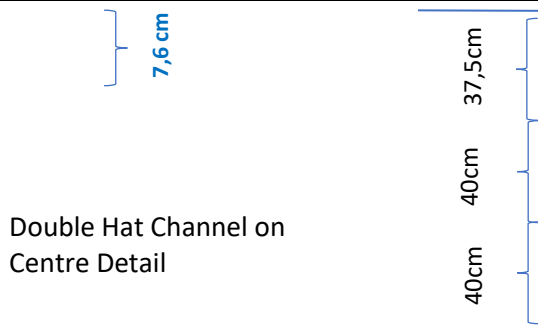 7,6 cm
37,5cm
40cm
Double Hat Channel on
Centre Detail
40cm